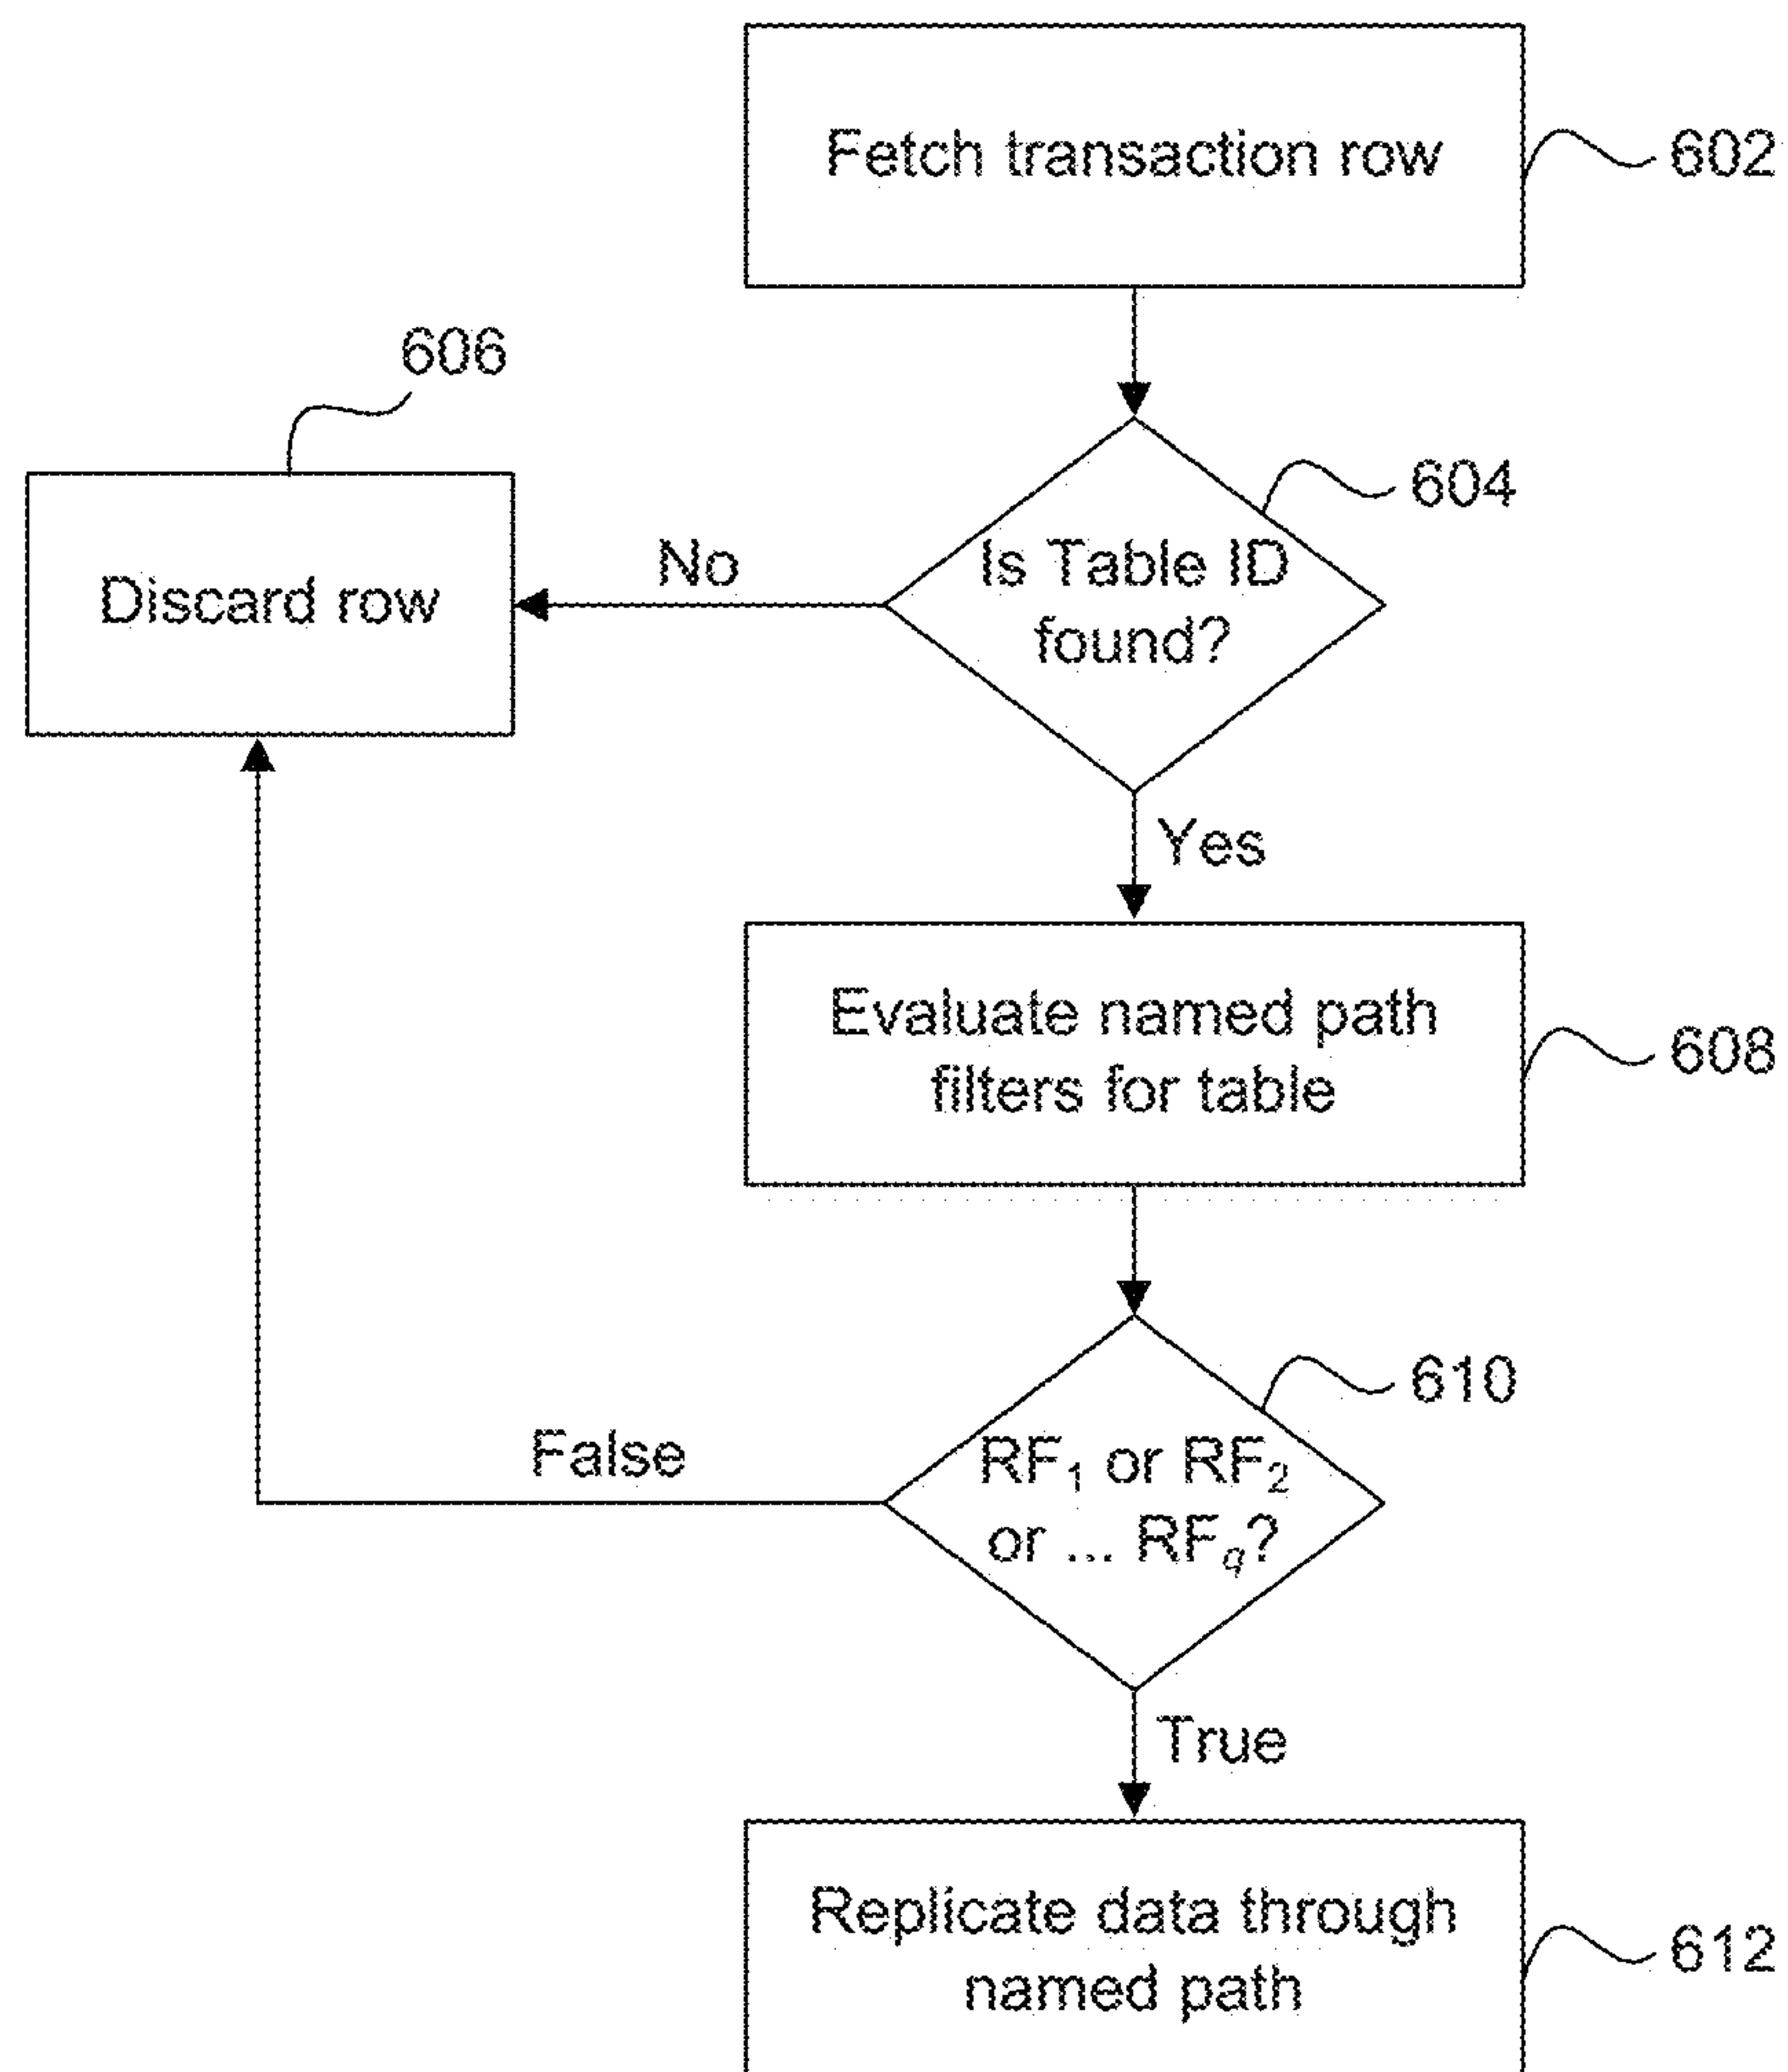 Fetch transaction row
602
606
604
Discard row
No
Is Table ID
found?
Yes
Evaluate named path
filters for table
608
610
False
RF₁ or RF₂
or ... RF_q?
True
Replicate data through
named path
612